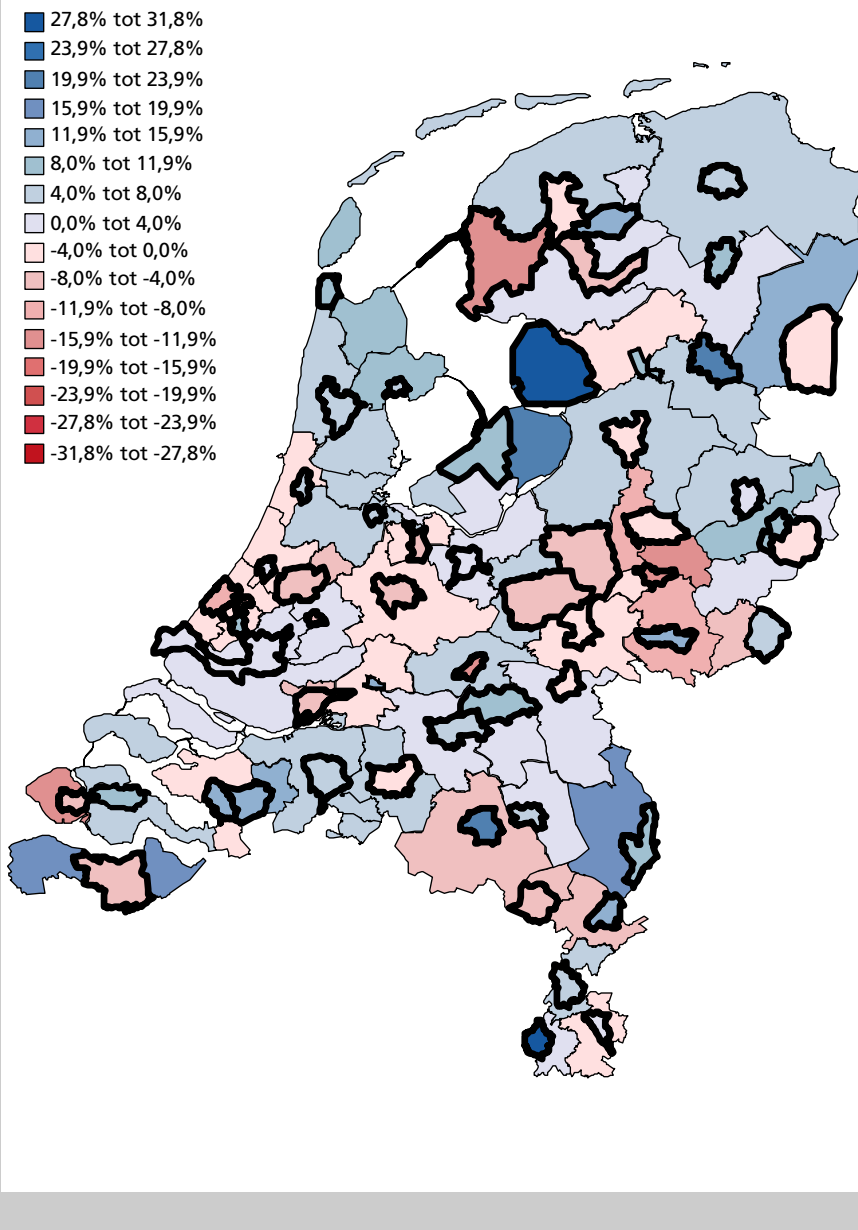 27,8% tot 31,8%
23,9% tot 27,8%
19,9% tot 23,9%
15,9% tot 19,9%
11,9% tot 15,9%
8,0% tot 11,9%
4,0% tot 8,0%
0,0% tot 4,0%
-4,0% tot 0,0%
-8,0% tot -4,0%
-11,9% tot -8,0%
-15,9% tot -11,9%
-19,9% tot -15,9%
-23,9% tot -19,9%
-27,8% tot -23,9%
-31,8% tot -27,8%